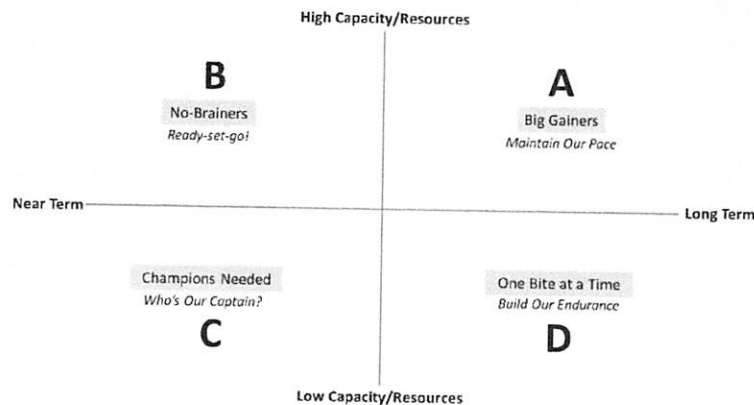 High Capacity/Resources
B
No-Brainers
Ready-set-go!
A
Big Gainers
Maintain Our Pace
Near Term
Long Term
Champions Needed
Who's Our Captain?
C
One Bite at a Time
Build Our Endurance
D
Low Capacity/Resources